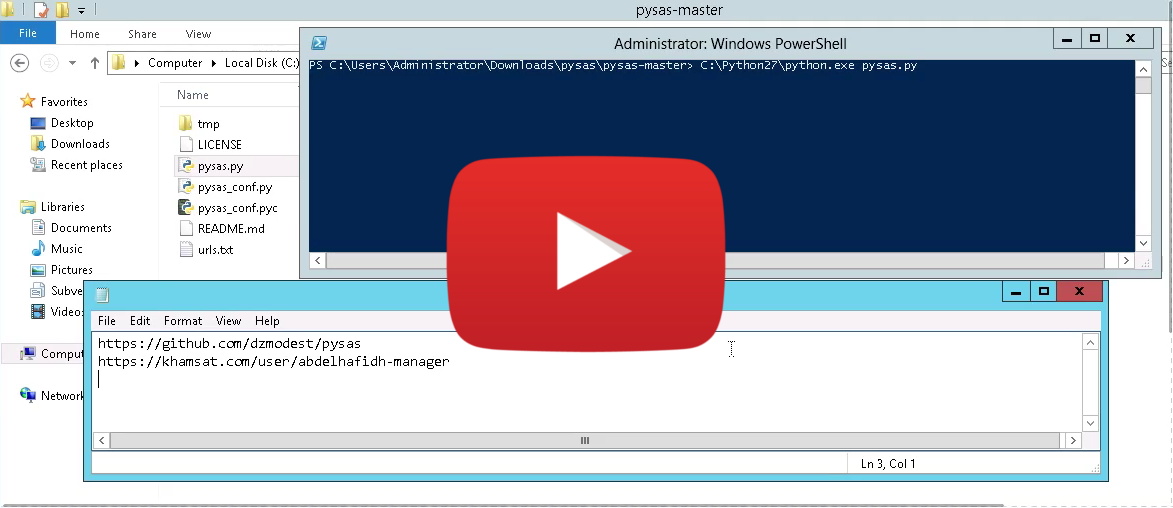 pysas-master
File Home Share View
Computer Local Disk (C:)
Administrator: Windows PowerShell
PS C:\Users\Administrator\Downloads\pysas\pysas-master> C:\Python27\python.exe pysas.py
Favorites
Desktop
Downloads
Recent places
Libraries
Documents
Music
Pictures
Subve
Videos
Comput
Network
Name
tmp
LICENSE
pysas.py
pysas_conf.py
pysas_conf.pyc
README.md
urls.txt
File Edit Format View Help
https://github.com/dzmodest/pysas
https://khamsat.com/user/abdelhafidh-manager
Ln 3, Col 1